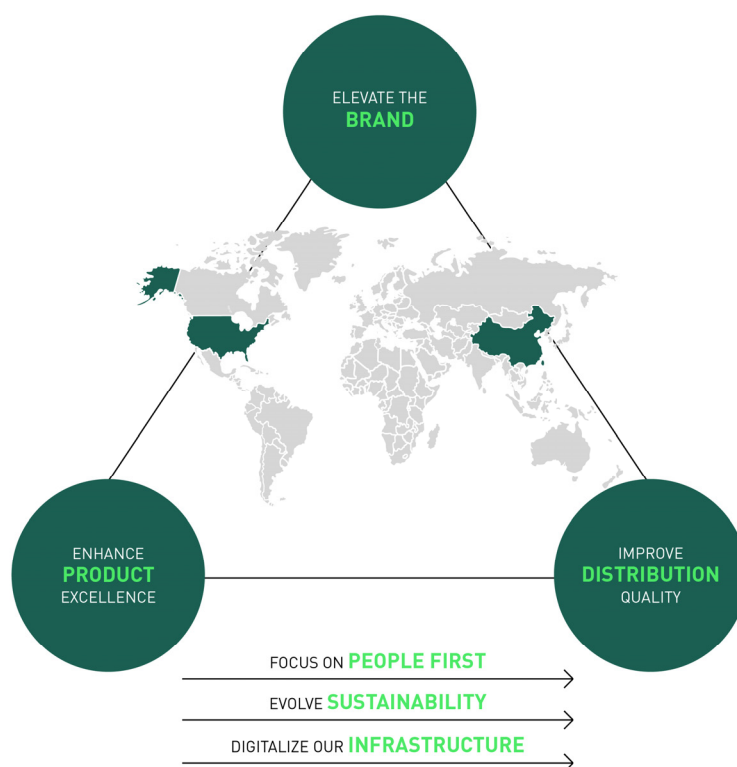 ELEVATE THE
BRAND
ENHANCE
PRODUCT
EXCELLENCE
IMPROVE
DISTRIBUTION
QUALITY
FOCUS ON PEOPLE FIRST
EVOLVE SUSTAINABILITY
DIGITALIZE OUR INFRASTRUCTURE